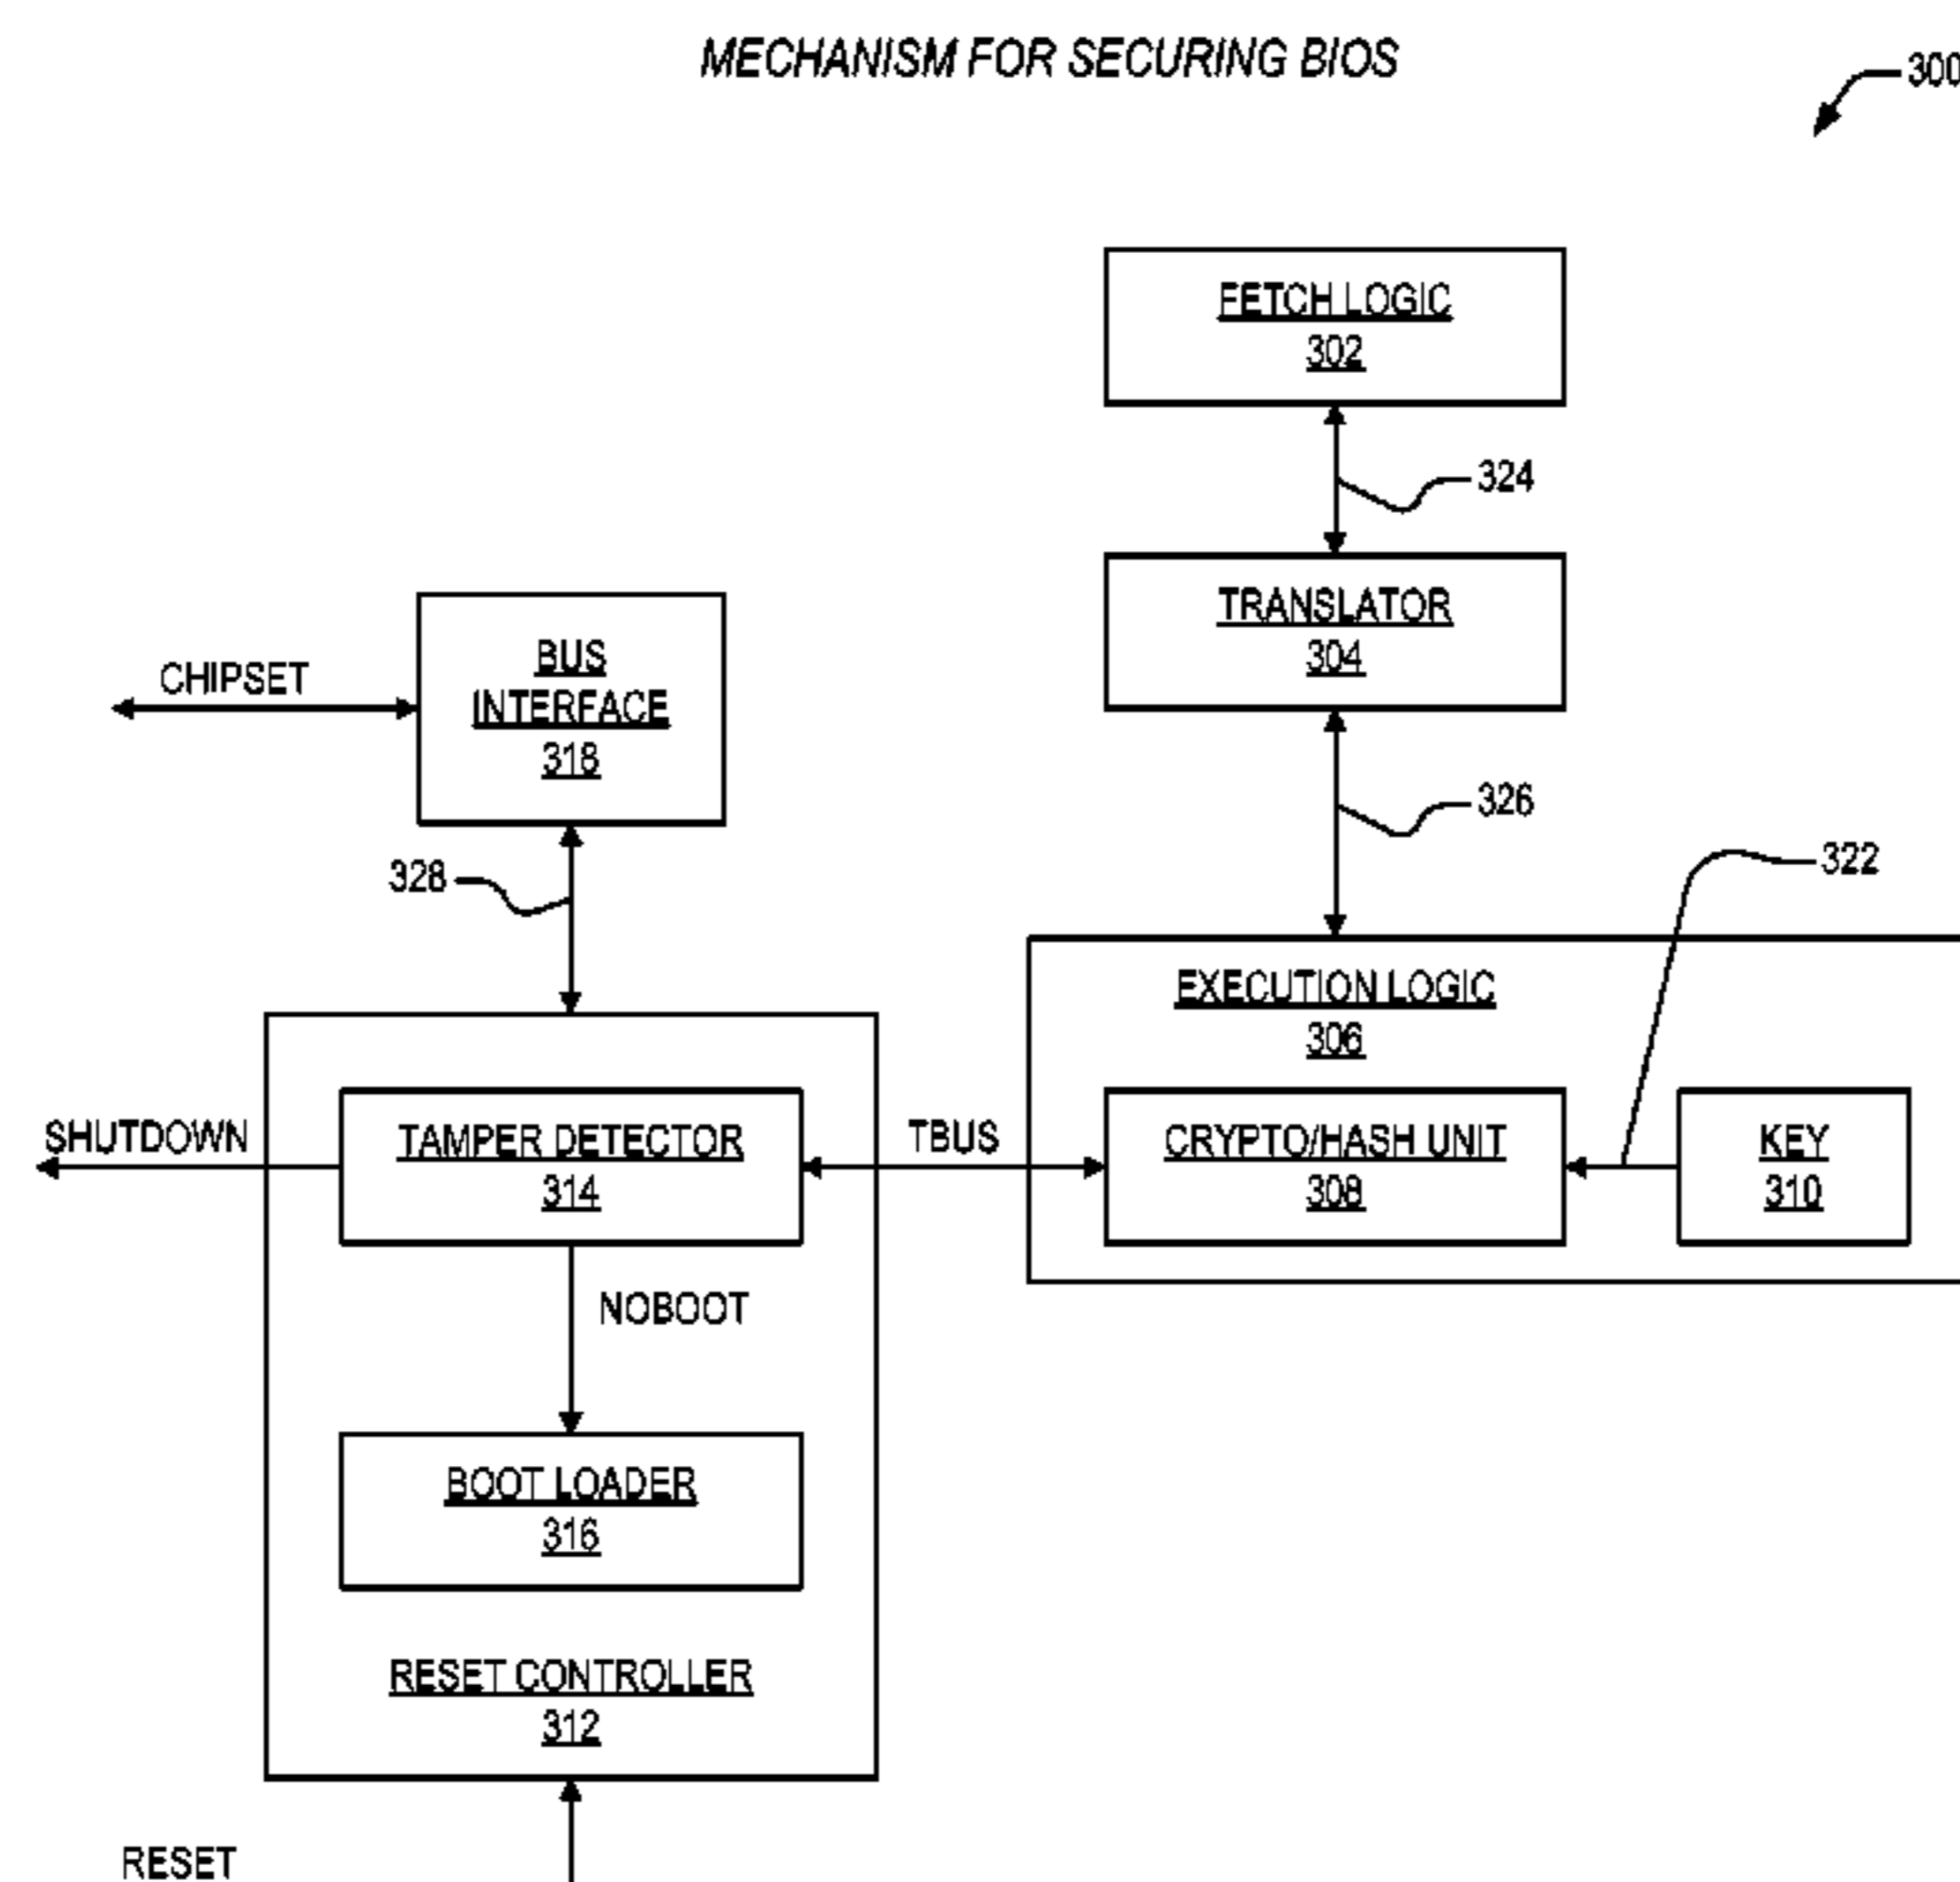 MECHANISM FOR SECURING BIOS
300
FETCH LOGIC
302
324
TRANSLATOR
304
CHIPSET
BUS
INTERFACE
318
326
328
322
EXECUTION LOGIC
306
SHUTDOWN
TAMPER DETECTOR
314
TBUS
CRYPTO/HASH UNIT
308
KEY
310
NOBOOT
BOOT LOADER
316
RESET CONTROLLER
312
RESET